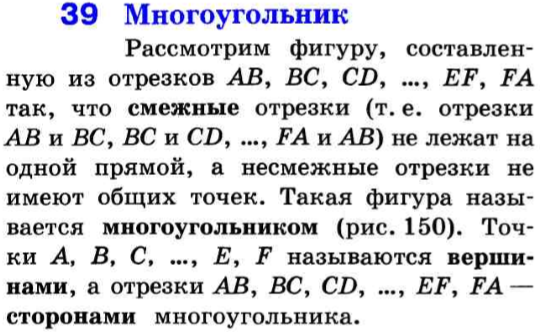 39 Многоугольник
Рассмотрим фигуру, составлен-
ную из отрезков AB, BC, CD, ..., EF, FA
так, что смежные отрезки (т. е. отрезки
AB и BC, BC и CD, ..., FA и AB) не лежат на
одной прямой, а несмежные отрезки не
имеют общих точек. Такая фигура назы-
вается многоугольником (рис. 150). Точ-
ки A, B, C, ..., E, F называются верши-
нами, а отрезки AB, BC, CD, ..., EF, FA —
сторонами многоугольника.